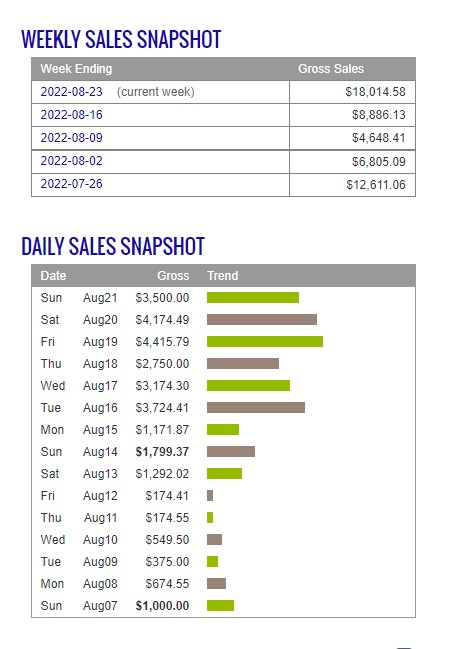 WEEKLY SALES SNAPSHOT
Week Ending Gross Sales
2022-08-23 (current week) $18,014.58
2022-08-16 $8,886.13
2022-08-09 $4,648.41
2022-08-02 $6,805.09
2022-07-26 $12,611.06
DAILY SALES SNAPSHOT
Date Gross Trend
Sun Aug21 $3,500.00
Sat Aug20 $4,174.49
Fri Aug19 $4,415.79
Thu Aug18 $2,750.00
Wed Aug17 $3,174.30
Tue Aug16 $3,724.41
Mon Aug15 $1,171.87
Sun Aug14 $1,799.37
Sat Aug13 $1,292.02
Fri Aug12 $174.41
Thu Aug11 $174.55
Wed Aug10 $549.50
Tue Aug09 $375.00
Mon Aug08 $674.55
Sun Aug07 $1,000.00